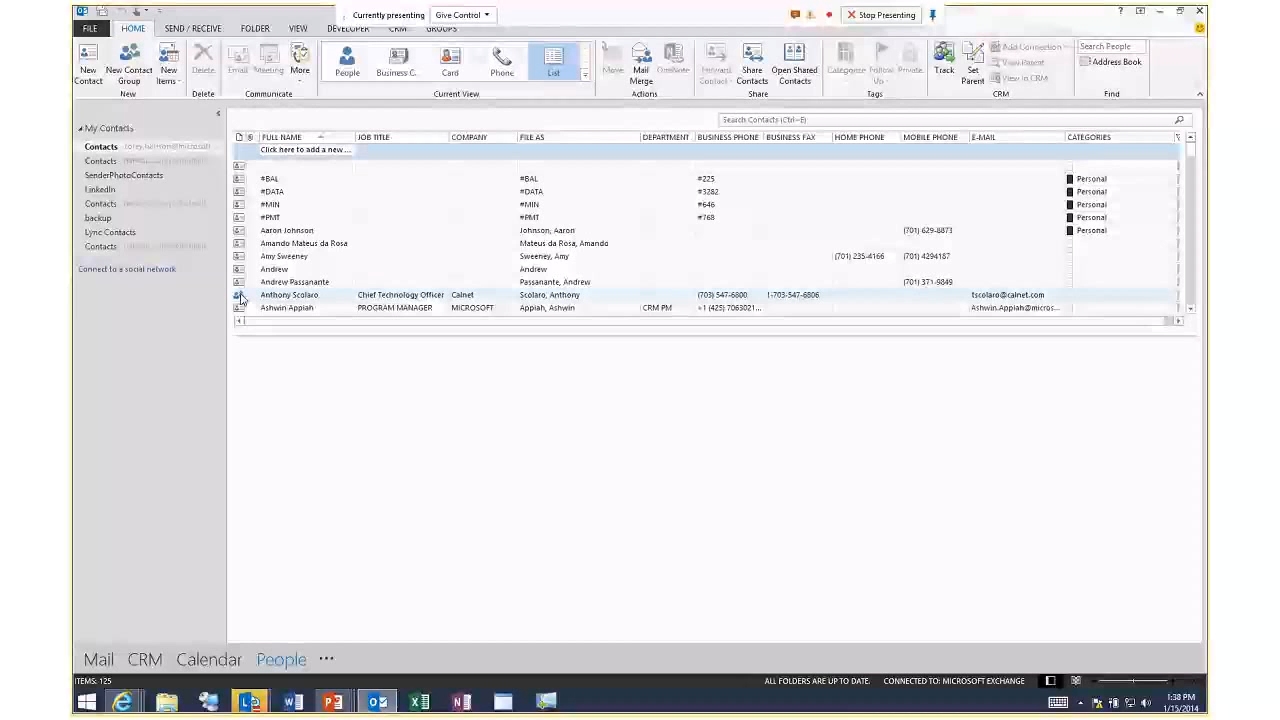 Currently presenting Give Control Stop Presenting
FILE HOME SEND / RECEIVE FOLDER VIEW DEVELOPER CRM GROUPS
New Contact
New Contact Group
New Items
Delete
Email
Meeting
More
People
Business C...
Card
Phone
List
Move
Mail Merge
OneNote
Forward Contact
Share Contacts
Open Shared Contacts
Categorize
Follow Up
Private
Track
Set Parent
Add Connection
View Parent
View in CRM
Search People
Address Book
New Delete Communicate Current View Actions Share Tags CRM Find
Search Contacts (Ctrl+E)
My Contacts
Contacts
Contacts
SenderPhotoContacts
LinkedIn
Contacts
backup
Lync Contacts
Contacts
Connect to a social network
FULL NAME JOB TITLE COMPANY FILE AS DEPARTMENT BUSINESS PHONE BUSINESS FAX HOME PHONE MOBILE PHONE E-MAIL CATEGORIES
Click here to add a new ...
#BAL #BAL #225 Personal
#DATA #DATA #3282 Personal
#MIN #MIN #646 Personal
#PMT #PMT #768 Personal
Aaron Johnson Johnson, Aaron (701) 629-8873 Personal
Amando Mateus da Rosa Mateus da Rosa, Amando
Amy Sweeney Sweeney, Amy (701) 235-4166 (701) 4294187
Andrew Andrew
Andrew Passanante Passanante, Andrew (701) 371-9849
Anthony Scolaro Chief Technology Officer Calnet Scolaro, Anthony (703) 547-6800 1-703-547-6806 tscolaro@calnet.com
Ashwin Appiah PROGRAM MANAGER MICROSOFT Appiah, Ashwin CRM PM +1 (425) 7063021... Ashwin.Appiah@micros...
Mail CRM Calendar People
ITEMS: 125 ALL FOLDERS ARE UP TO DATE. CONNECTED TO: MICROSOFT EXCHANGE
1:38 PM
1/15/2014